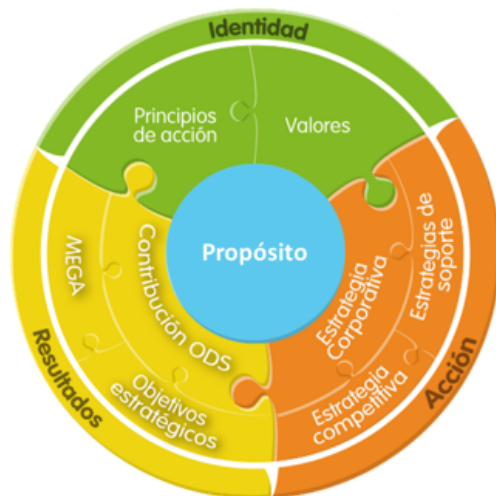 Identidad
Principios
de acción
Valores
Propósito
MEGA
Contribución ODS
Objetivos
estratégicos
Resultados
Estrategia
Corporativa
Estrategias de
soporte
Estrategia
competitiva
Acción